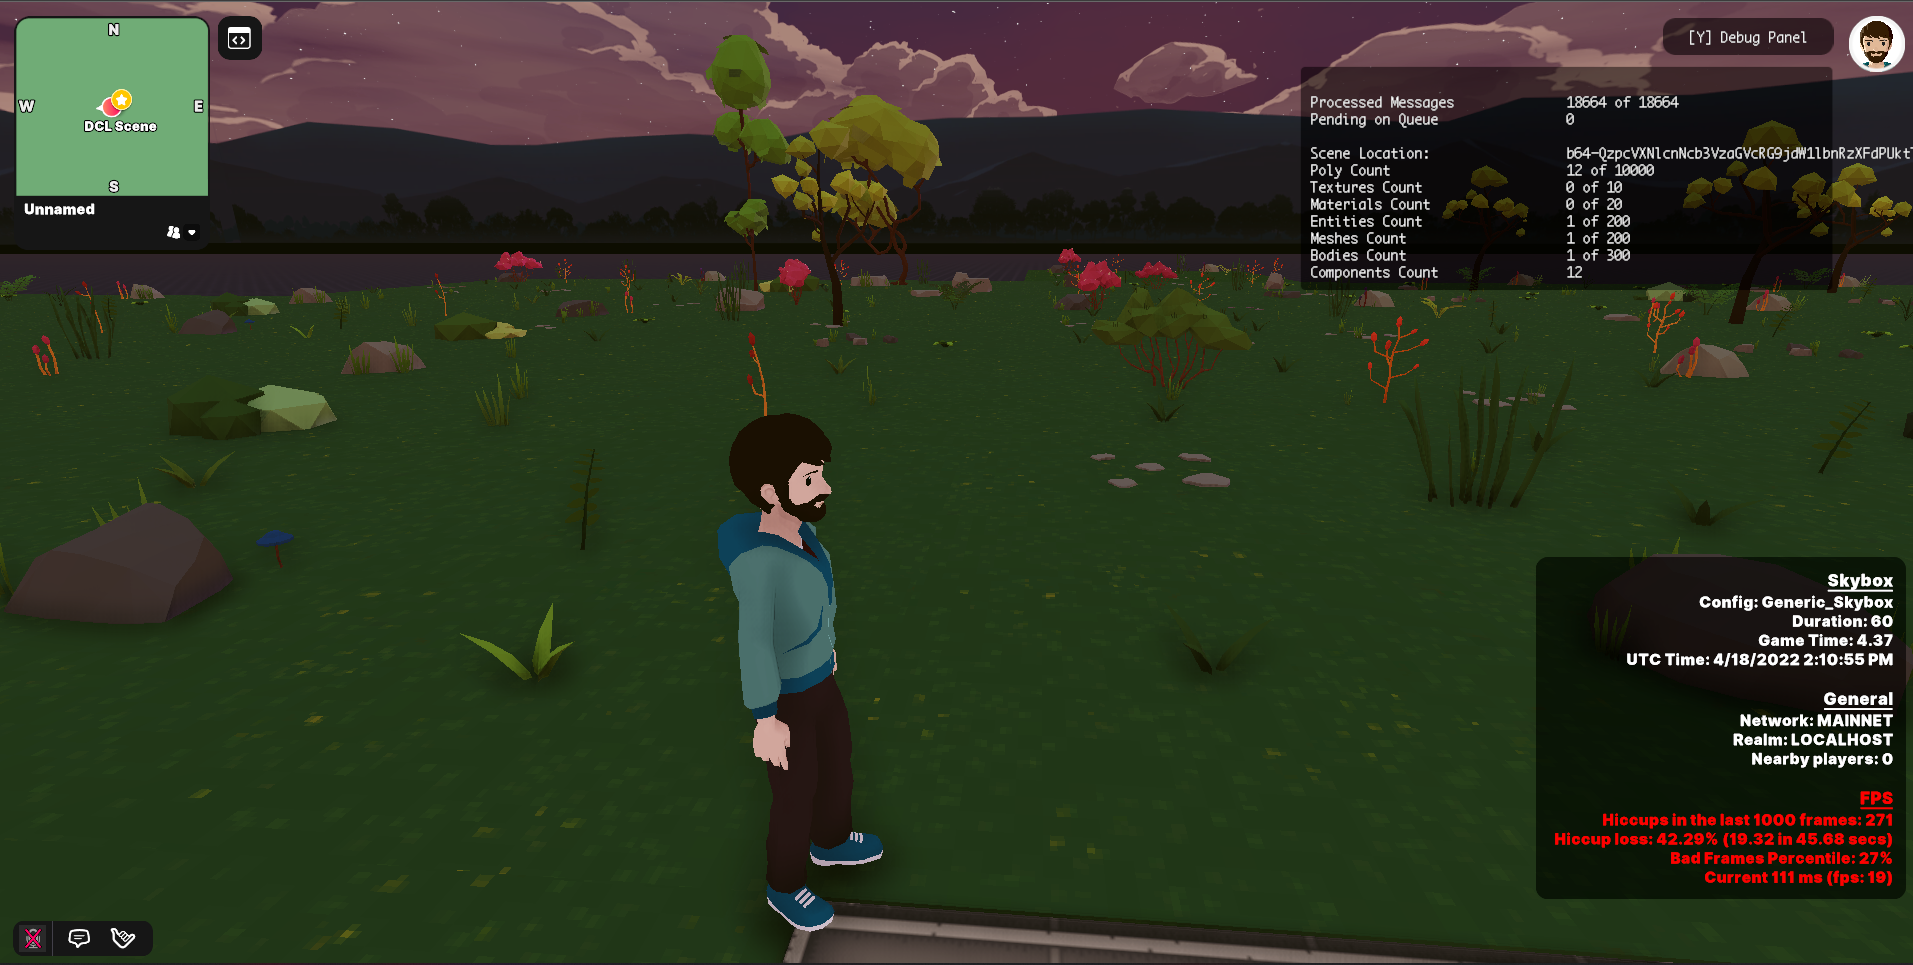 N
W
E
DCL Scene
S
Unnamed
[Y] Debug Panel
Processed Messages 18664 of 18664
Pending on Queue 0
Scene Location: b64-QzpcVXNlcnNcb3VzaGVcRG9jdW1lbnRzXFdPUkt
Poly Count 12 of 10000
Textures Count 0 of 10
Materials Count 0 of 20
Entities Count 1 of 200
Meshes Count 1 of 200
Bodies Count 1 of 300
Components Count 12
Skybox
Config: Generic_Skybox
Duration: 60
Game Time: 4.37
UTC Time: 4/18/2022 2:10:55 PM
General
Network: MAINNET
Realm: LOCALHOST
Nearby players: 0
FPS
Hiccups in the last 1000 frames: 271
Hiccup loss: 42.29% (19.32 in 45.68 secs)
Bad Frames Percentile: 27%
Current 111 ms (fps: 19)